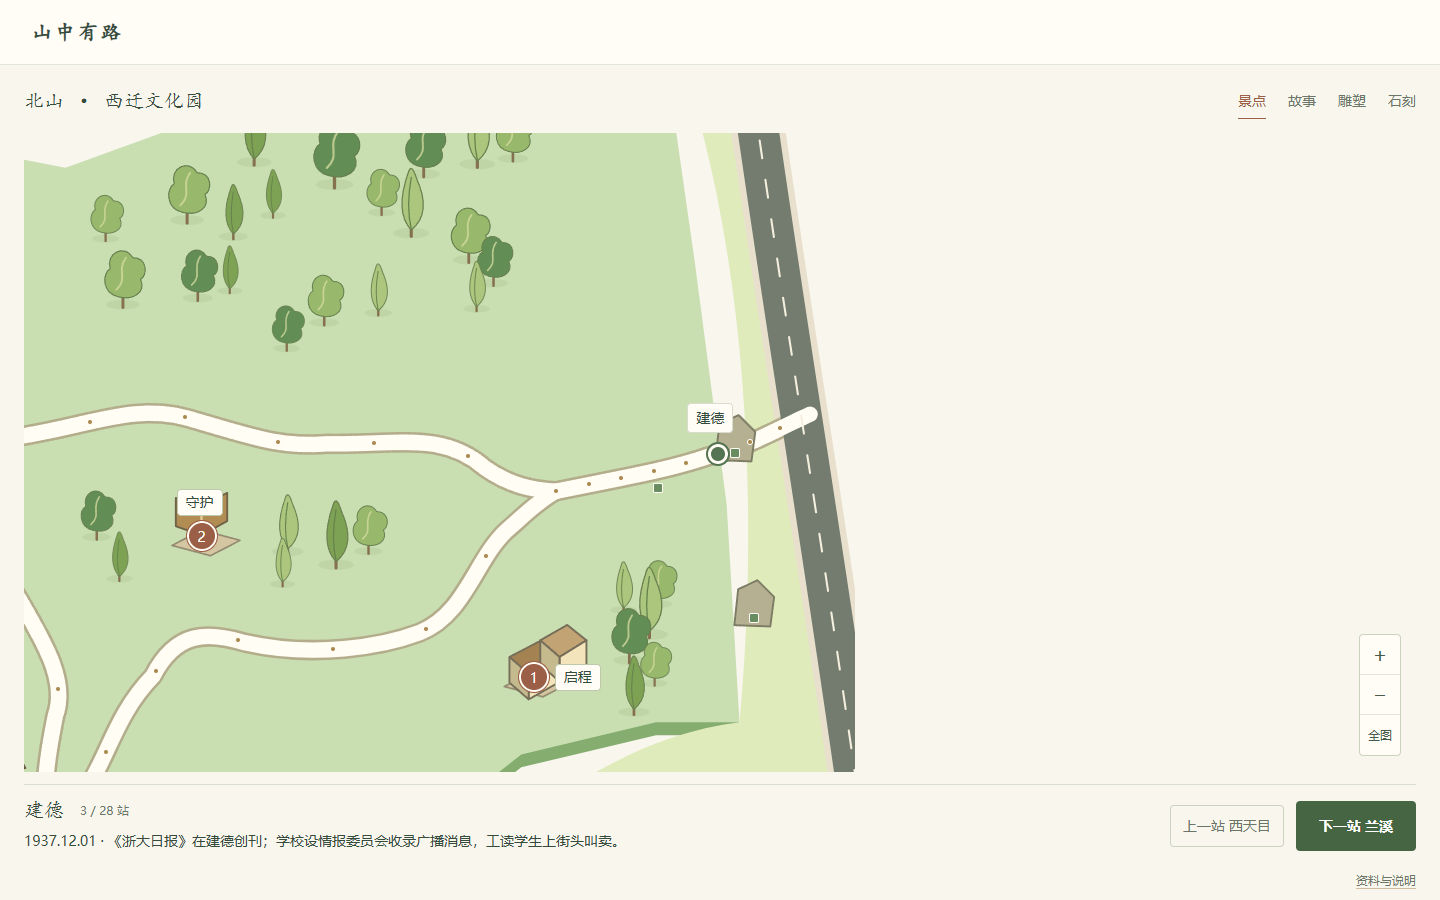 山中有路
北山 • 西迁文化园
景点 故事 雕塑 石刻
建德
守护
2
1
启程
+
−
全图
建德 3 / 28 站
1937.12.01 · 《浙大日报》在建德创刊；学校设情报委员会收录广播消息，工读学生上街头叫卖。
上一站 西天目
下一站 兰溪
资料与说明